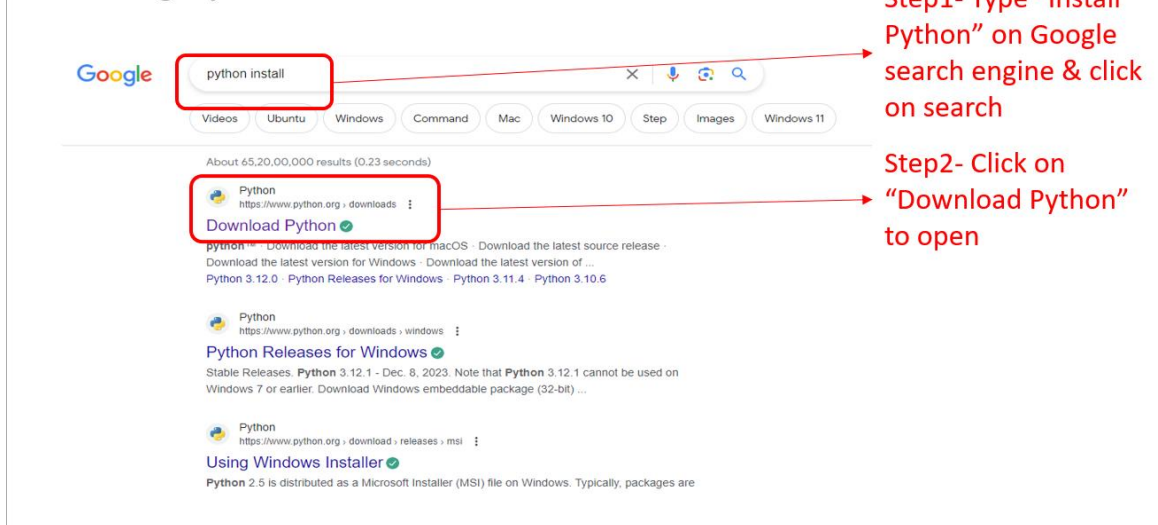 Step1- Type "Install
Python" on Google
search engine & click
on search
Google
python install
Videos
Ubuntu
Windows
Command
Mac
Windows 10
Step
Images
Windows 11
About 65,20,00,000 results (0.23 seconds)
Python
https://www.python.org › downloads
Download Python
python™ · Download the latest version for macOS · Download the latest source release ·
Download the latest version for Windows · Download the latest version of ...
Python 3.12.0 · Python Releases for Windows · Python 3.11.4 · Python 3.10.6
Step2- Click on
“Download Python”
to open
Python
https://www.python.org › downloads › windows
Python Releases for Windows
Stable Releases. Python 3.12.1 - Dec. 8, 2023. Note that Python 3.12.1 cannot be used on
Windows 7 or earlier. Download Windows embeddable package (32-bit) ...
Python
https://www.python.org › download › releases › msi
Using Windows Installer
Python 2.5 is distributed as a Microsoft Installer (MSI) file on Windows. Typically, packages are